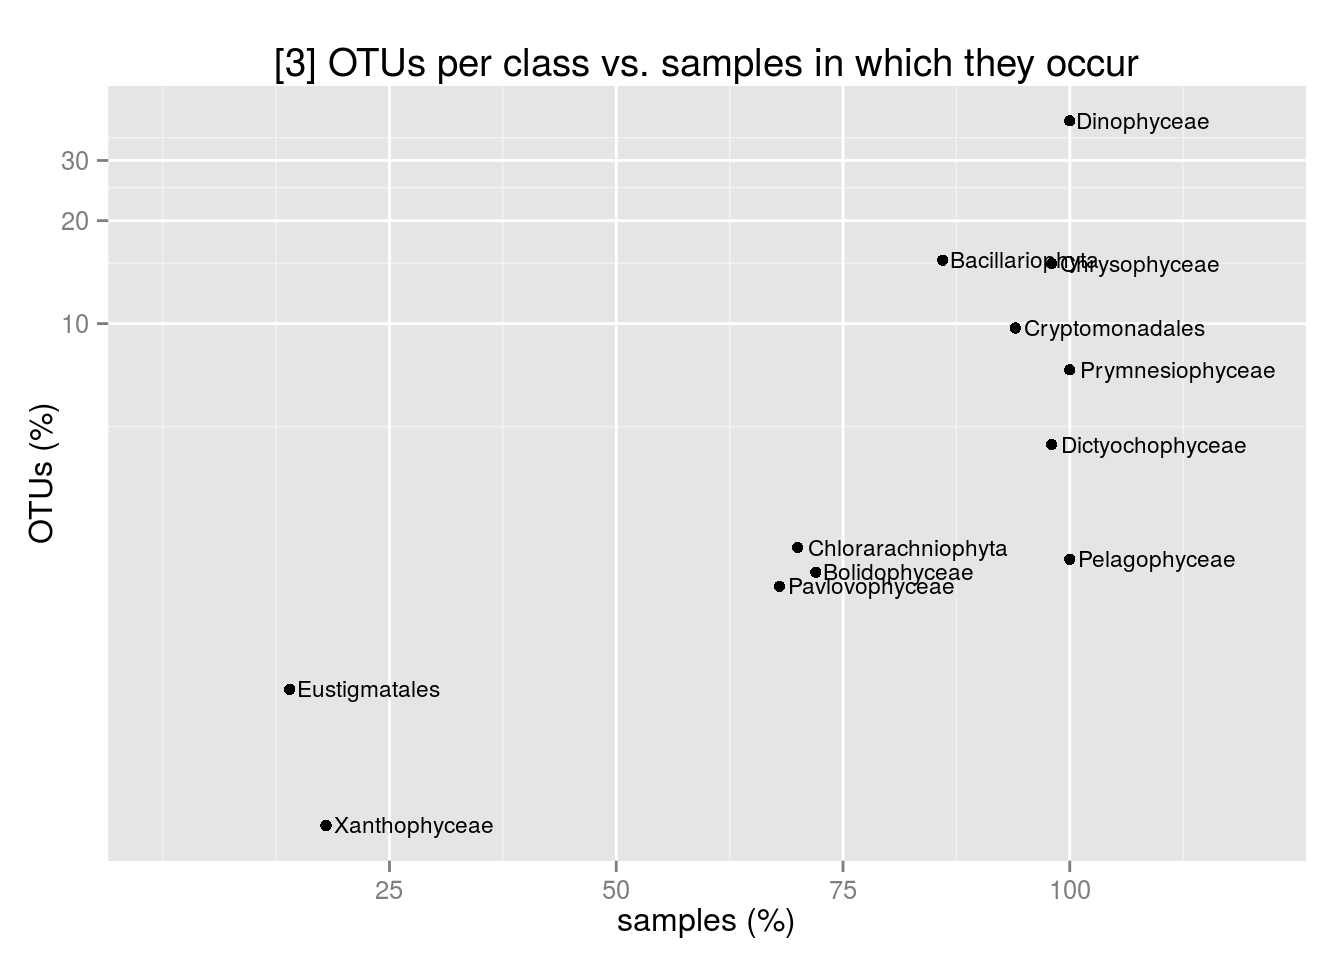 [3] OTUs per class vs. samples in which they occur
Dinophyceae
30
20
Bacillariophyta
Chrysophyceae
10
Cryptomonadales
Prymnesiophyceae
OTUs (%)
Dictyochophyceae
Chlorarachniophyta
Pelagophyceae
Bolidophyceae
Pavlovophyceae
Eustigmatales
Xanthophyceae
25 50 75 100
samples (%)